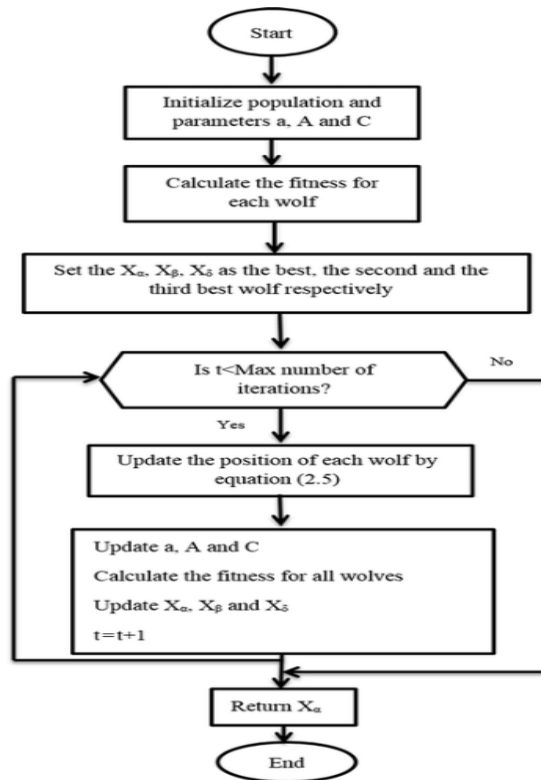 Start
Initialize population and
parameters a, A and C
Calculate the fitness for
each wolf
Set the Xα, Xβ, Xδ as the best, the second and the
third best wolf respectively
Is t<Max number of
iterations?
No
Yes
Update the position of each wolf by
equation (2.5)
Update a, A and C
Calculate the fitness for all wolves
Update Xα, Xβ and Xδ
t=t+1
Return Xα
End